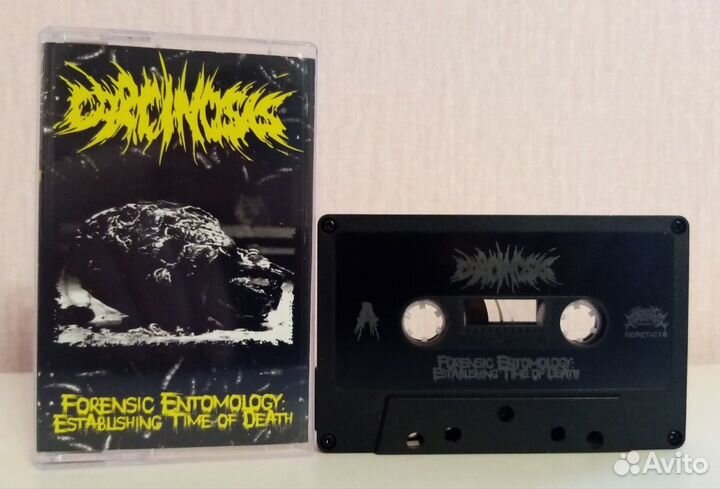 CARCINOSIS
FORENSIC ENTOMOLOGY:
ESTABLISHING TIME OF DEATH
CARCINOSIS
A
HERETIC18
FORENSIC ENTOMOLOGY:
ESTABLISHING TIME OF DEATH
Avito